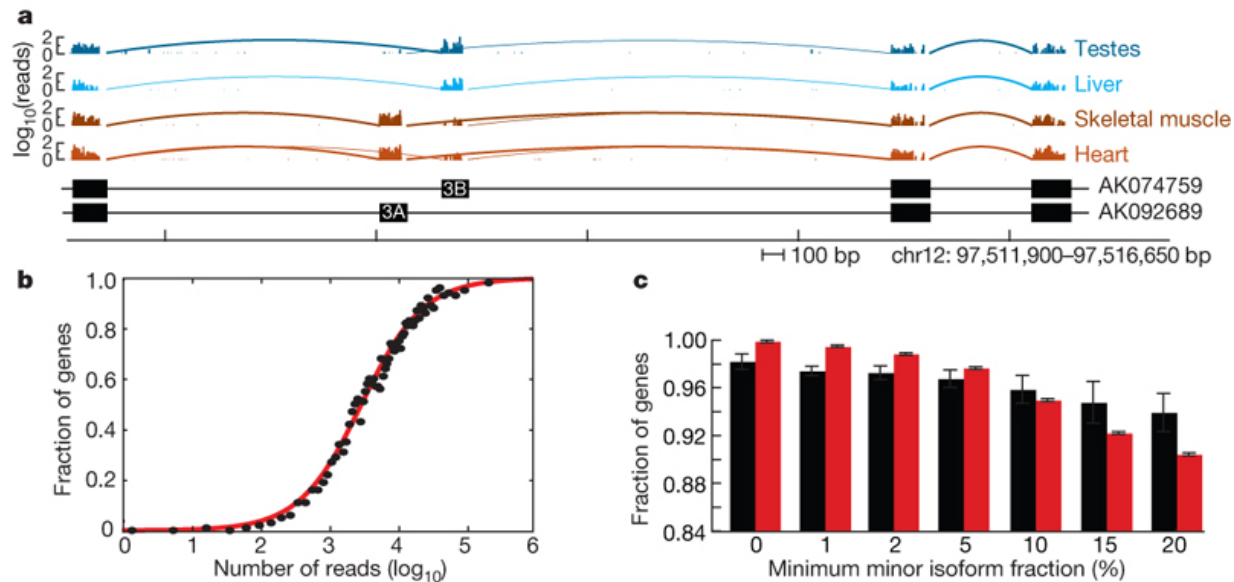 a
log10(reads)
2
0
Testes
2
0
Liver
2
0
Skeletal muscle
2
0
Heart
3B
AK074759
3A
AK092689
100 bp
chr12: 97,511,900–97,516,650 bp
b
Fraction of genes
1.0
0.8
0.6
0.4
0.2
0
0 1 2 3 4 5 6
Number of reads (log10)
c
Fraction of genes
1.00
0.96
0.92
0.88
0.84
0 1 2 5 10 15 20
Minimum minor isoform fraction (%)